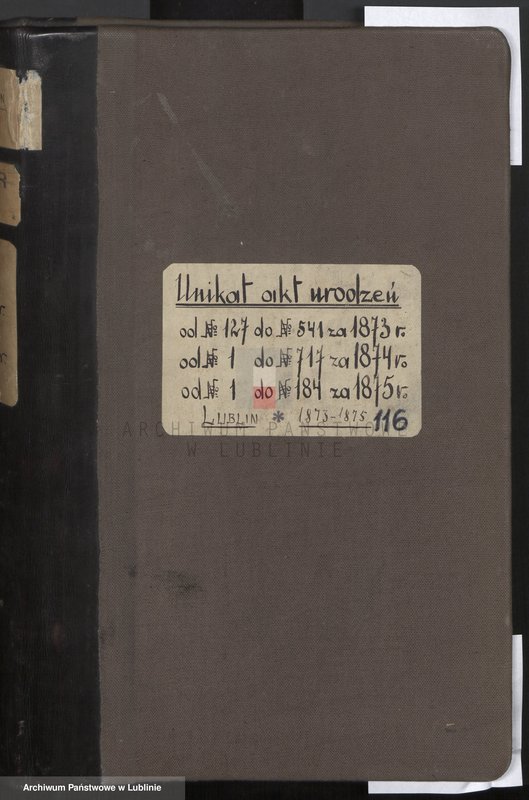 Unikat akt urodzeń
od № 127 do № 541 za 1873 r.
od № 1 do № 717 za 1874 r.
od № 1 do № 184 za 1875 r.
LUBLIN * 1873-1875 116
ARCHIWUM PAŃSTWOWE
W LUBLINIE
Archiwum Państwowe w Lublinie